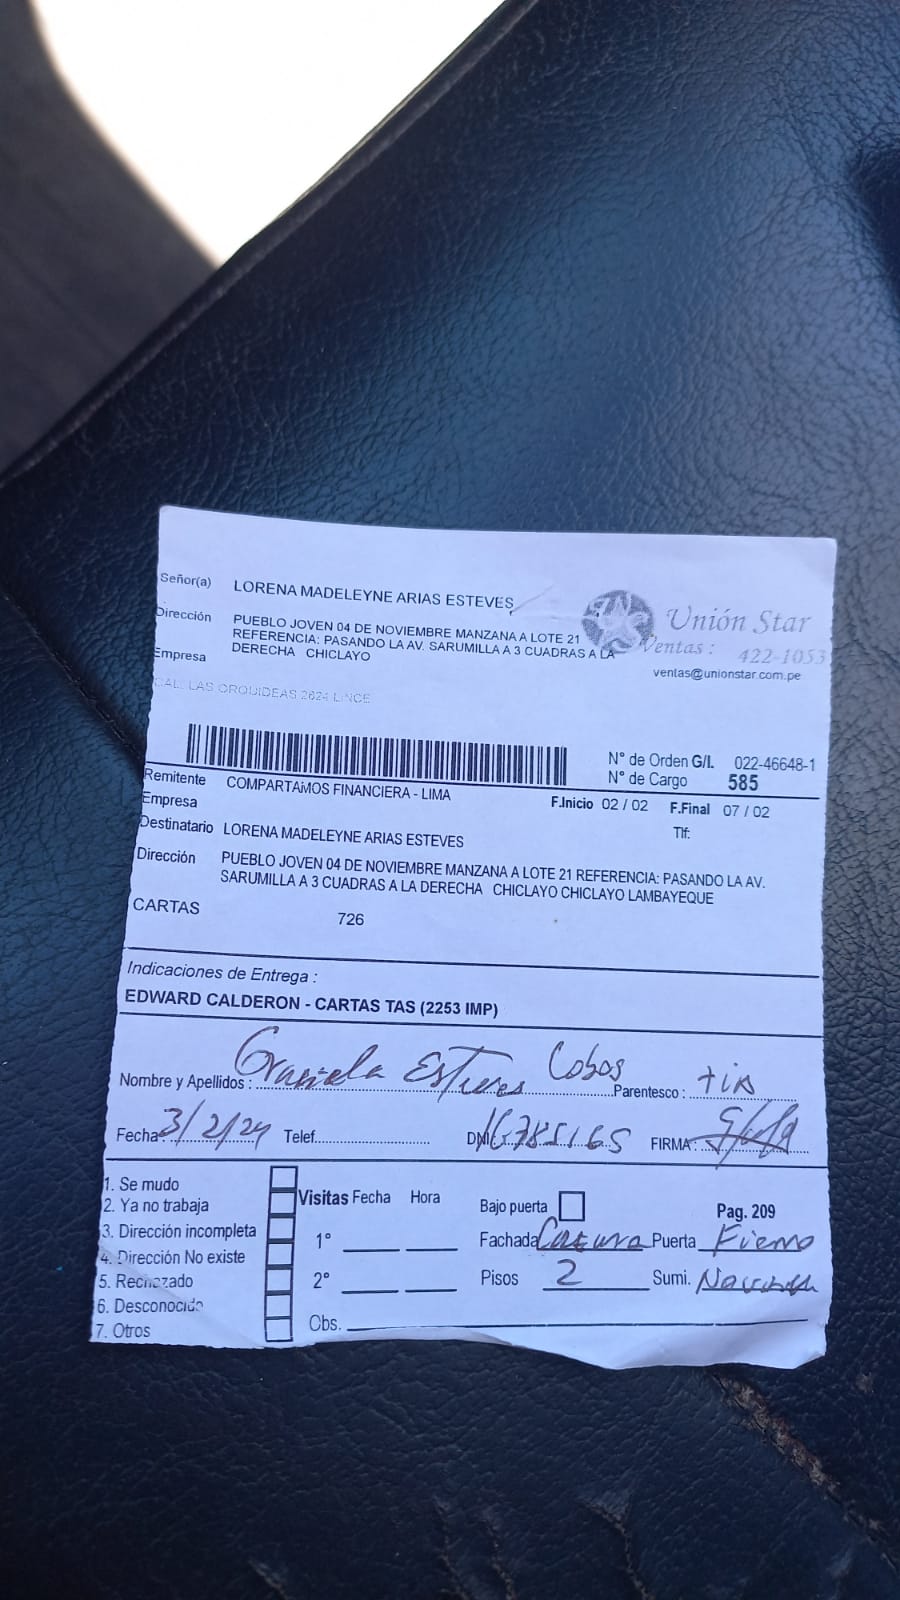 Señor(a) LORENA MADELEYNE ARIAS ESTEVES
Dirección PUEBLO JOVEN 04 DE NOVIEMBRE MANZANA A LOTE 21
REFERENCIA: PASANDO LA AV. SARUMILLA A 3 CUADRAS A LA
DERECHA CHICLAYO
Empresa
CAL. LAS ORQUIDEAS 2624 LINCE
Unión Star
Ventas : 422-1053
ventas@unionstar.com.pe
N° de Orden G/I. 022-46648-1
N° de Cargo 585
Remitente COMPARTAMOS FINANCIERA - LIMA
Empresa
F.Inicio 02 / 02 F.Final 07 / 02
Tlf:
Destinatario LORENA MADELEYNE ARIAS ESTEVES
Dirección PUEBLO JOVEN 04 DE NOVIEMBRE MANZANA A LOTE 21 REFERENCIA: PASANDO LA AV.
SARUMILLA A 3 CUADRAS A LA DERECHA CHICLAYO CHICLAYO LAMBAYEQUE
CARTAS 726
Indicaciones de Entrega :
EDWARD CALDERON - CARTAS TAS (2253 IMP)
Nombre y Apellidos : Cobos Parentesco : tia
Fecha 3/2/24 Telef. DNI: 16785165 FIRMA :
1. Se mudo
2. Ya no trabaja
3. Dirección incompleta
4. Dirección No existe
5. Rechazado
6. Desconocido
7. Otros
Visitas Fecha Hora
1°
2°
Obs.
Bajo puerta Pag. 209
Fachada Puerta Fierro
Pisos 2 Sumi.